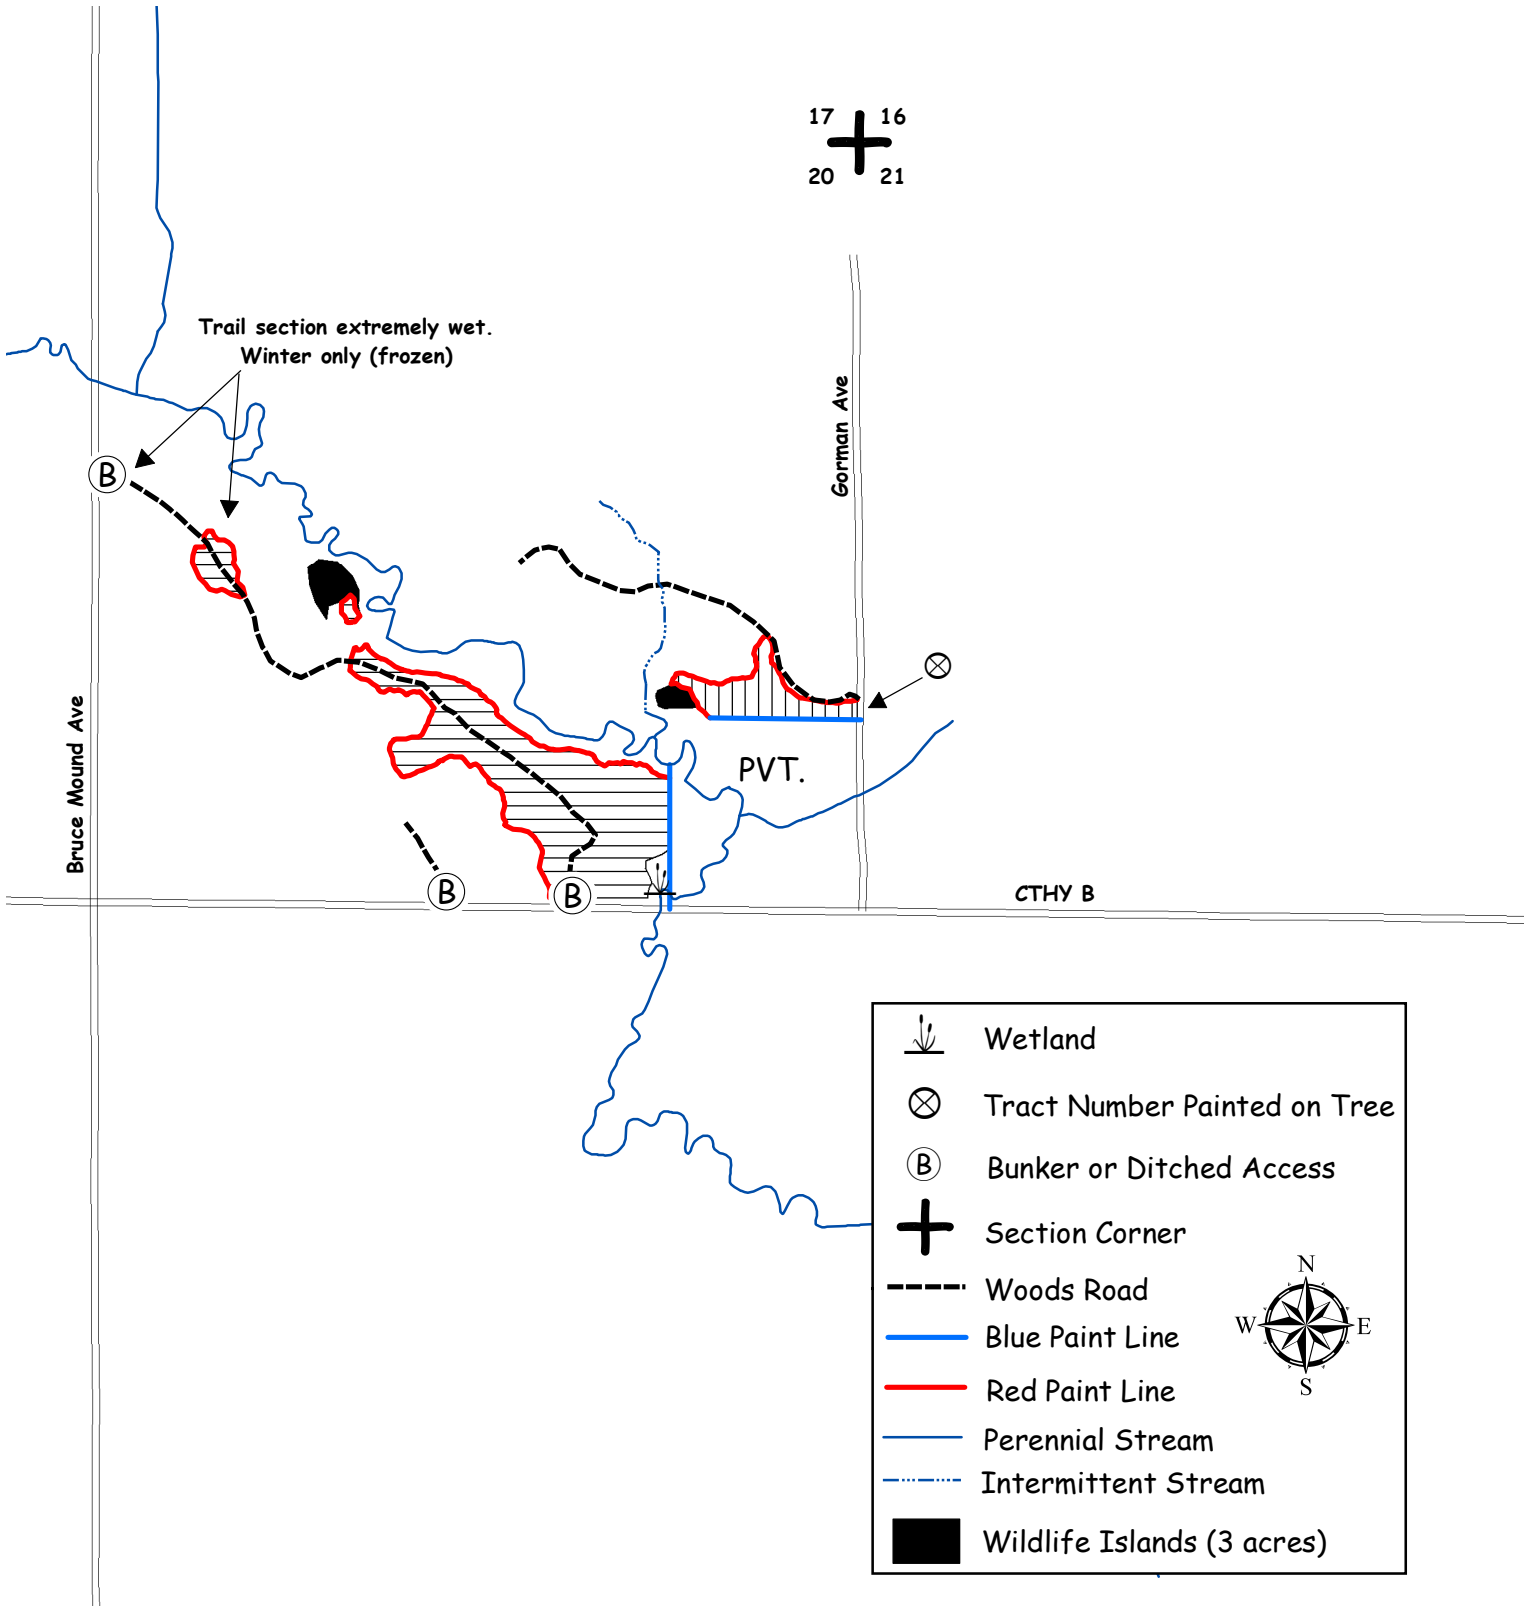 17 16
20 21
Trail section extremely wet.
Winter only (frozen)
Gorman Ave
B
Bruce Mound Ave
PVT.
B
B
CTHY B
Wetland
Tract Number Painted on Tree
B Bunker or Ditched Access
Section Corner
Woods Road
Blue Paint Line
Red Paint Line
Perennial Stream
Intermittent Stream
Wildlife Islands (3 acres)
N
W E
S